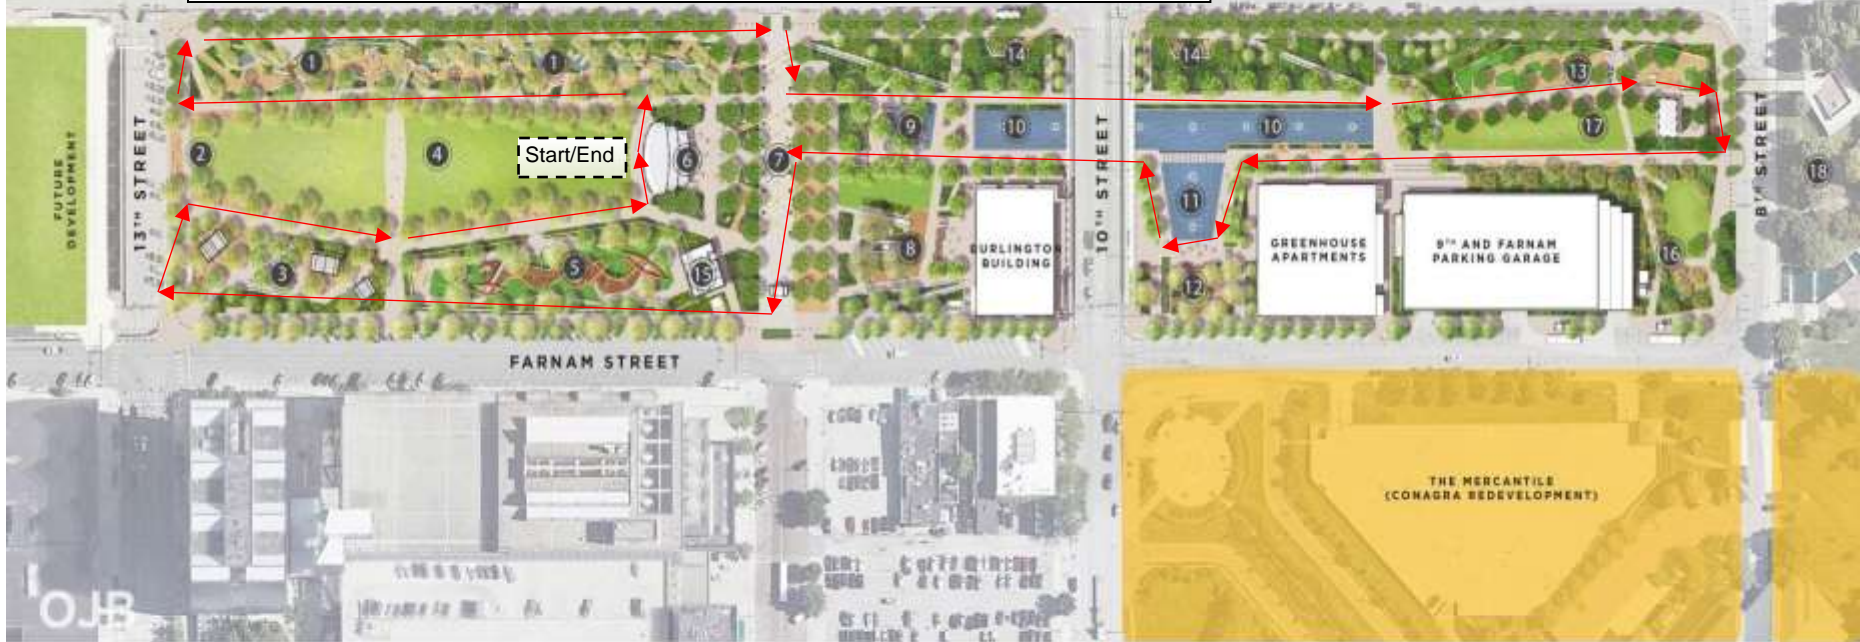 1
1
14
14
13
13TH STREET
FUTURE
DEVELOPMENT
2
4
Start/End
6
7
9
10
10TH STREET
10
17
8TH STREET
18
11
3
5
15
8
BURLINGTON
BUILDING
12
GREENHOUSE
APARTMENTS
9TH AND FARNAM
PARKING GARAGE
16
FARNAM STREET
THE MERCANTILE
(CONAGRA REDEVELOPMENT)
OJB